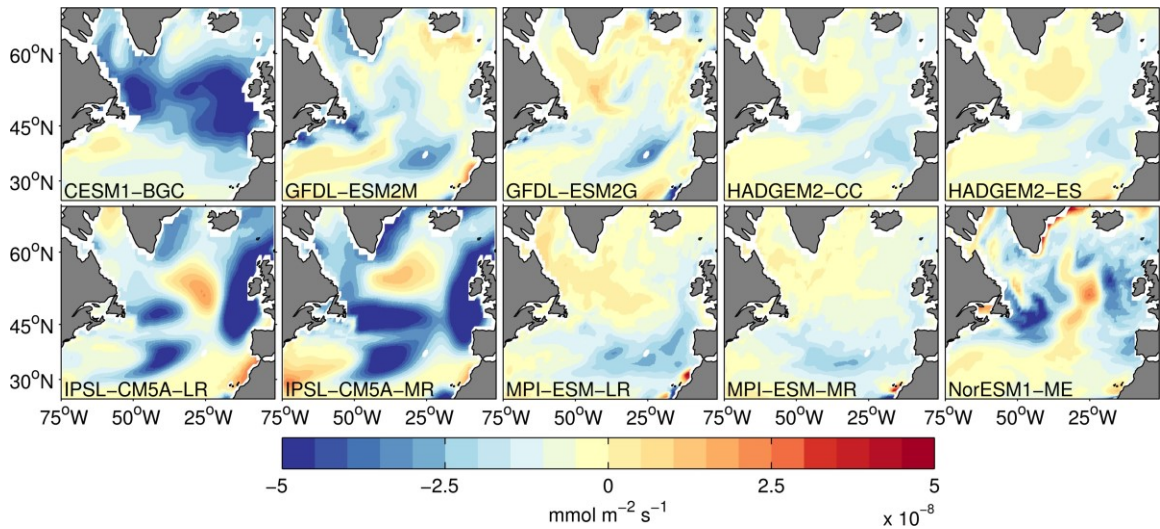 60°N
45°N
30°N
CESM1-BGC
GFDL-ESM2M
GFDL-ESM2G
HADGEM2-CC
HADGEM2-ES
60°N
45°N
30°N
IPSL-CM5A-LR
IPSL-CM5A-MR
MPI-ESM-LR
MPI-ESM-MR
NorESM1-ME
75°W 50°W 25°W 75°W 50°W 25°W 75°W 50°W 25°W 75°W 50°W 25°W 75°W 50°W 25°W
-5 -2.5 0 2.5 5
mmol m⁻² s⁻¹
x 10⁻⁸